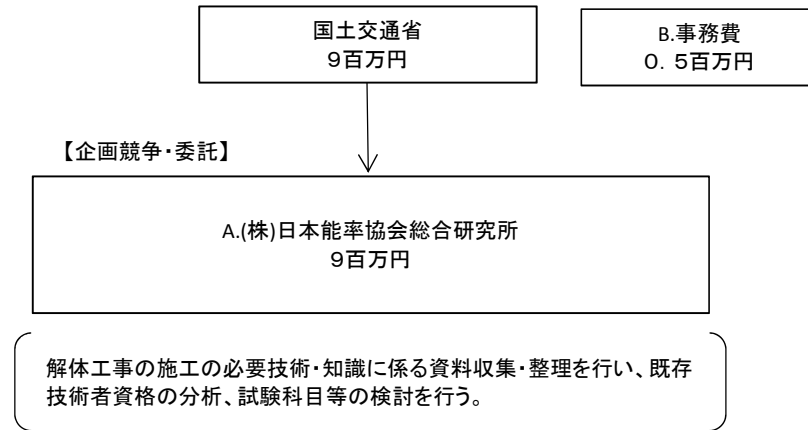 国土交通省
９百万円
B.事務費
０．５百万円
【企画競争・委託】
A.(株)日本能率協会総合研究所
９百万円
解体工事の施工の必要技術・知識に係る資料収集・整理を行い、既存
技術者資格の分析、試験科目等の検討を行う。